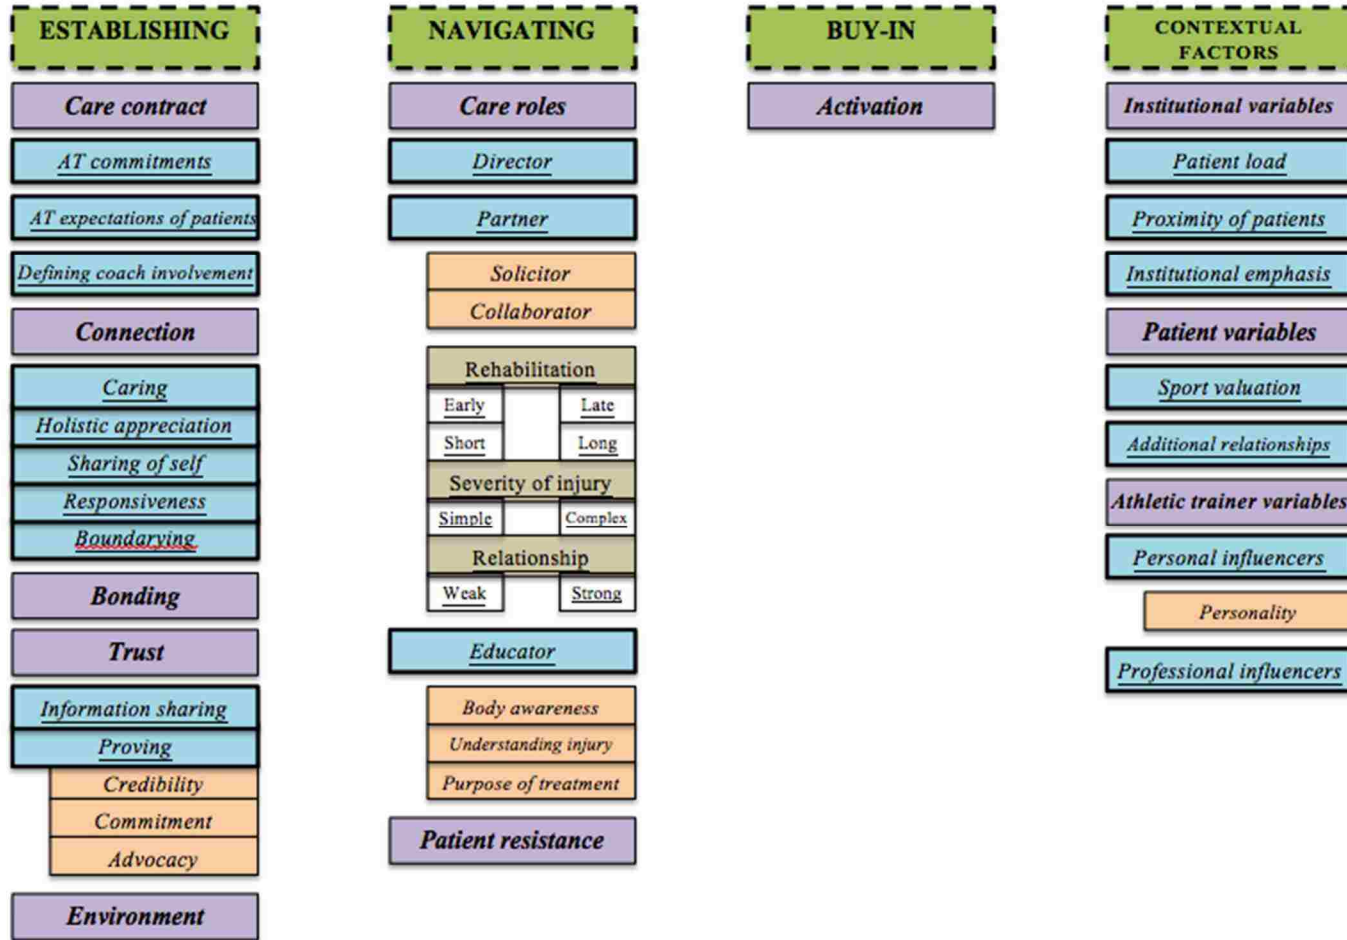 ESTABLISHING
Care contract
AT commitments
AT expectations of patients
Defining coach involvement
Connection
Caring
Holistic appreciation
Sharing of self
Responsiveness
Boundarying
Bonding
Trust
Information sharing
Proving
Credibility
Commitment
Advocacy
Environment
NAVIGATING
Care roles
Director
Partner
Solicitor
Collaborator
Rehabilitation
Early Late
Short Long
Severity of injury
Simple Complex
Relationship
Weak Strong
Educator
Body awareness
Understanding injury
Purpose of treatment
Patient resistance
BUY-IN
Activation
CONTEXTUAL
FACTORS
Institutional variables
Patient load
Proximity of patients
Institutional emphasis
Patient variables
Sport valuation
Additional relationships
Athletic trainer variables
Personal influencers
Personality
Professional influencers